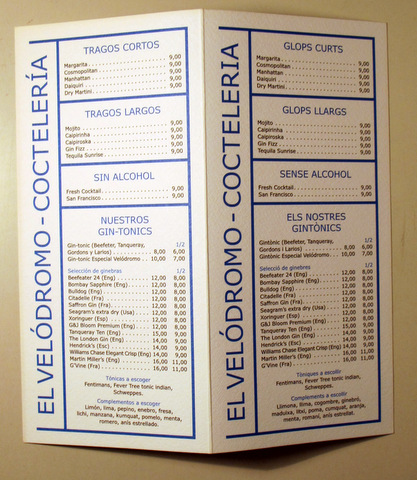 EL VELÓDROMO - COCTELERÍA
TRAGOS CORTOS
Margarita 9,00
Cosmopolitan 9,00
Manhattan 9,00
Daiquiri 9,00
Dry Martini 9,00
TRAGOS LARGOS
Mojito 9,00
Caipirinha 9,00
Caipiroska 9,00
Gin Fizz 9,00
Tequila Sunrise 9,00
SIN ALCOHOL
Fresh Cocktail 9,00
San Francisco 9,00
NUESTROS
GIN-TONICS
Gin-tonic (Beefeter, Tanqueray, 1/2
Gordons y Larios) 8,00 6,00
Gin-tonic Especial Velódromo 10,00 7,00
Selección de ginebras 1/2
Beefeater 24 (Eng) 12,00 8,00
Bombay Sapphire (Eng) 12,00 8,00
Bulldog (Eng) 12,00 8,00
Citadelle (Fra) 12,00 8,00
Saffron Gin (Fra) 12,00 8,00
Seagram's extra dry (Usa) 12,00 8,00
Xoringuer (Esp) 12,00 8,00
G&J Bloom Premium (Eng) 12,00 8,00
Tanqueray Ten (Eng) 15,00 9,00
The London Gin (Eng) 14,00 9,00
Hendrick's (Esc) 14,00 9,00
Williams Chase Elegant Crisp (Eng) 14,00 9,00
Martin Miller's (Eng) 16,00 11,00
G'Vine (Fra) 16,00 11,00
Tónicas a escoger
Fentimans, Fever Tree tonic indian,
Schweppes.
Complementos a escoger
Limón, lima, pepino, enebro, fresa,
lichi, manzana, kumquat, pomelo, menta,
romero, anís estrellado.
EL VELÓDROMO - COCTELERIA
GLOPS CURTS
Margarita 9,00
Cosmopolitan 9,00
Manhattan 9,00
Daiquiri 9,00
Dry Martini 9,00
GLOPS LLARGS
Mojito 9,00
Caipirinha 9,00
Caipiroska 9,00
Gin Fizz 9,00
Tequila Sunrise 9,00
SENSE ALCOHOL
Fresh Cocktail 9,00
San Francisco 9,00
ELS NOSTRES
GINTÒNICS
Gintònic (Beefeter, Tanqueray, 1/2
Gordons i Larios) 8,00 6,00
Gintònic Especial Velódromo 10,00 7,00
Selecció de ginebres 1/2
Beefeater 24 (Eng) 12,00 8,00
Bombay Sapphire (Eng) 12,00 8,00
Bulldog (Eng) 12,00 8,00
Citadelle (Fra) 12,00 8,00
Saffron Gin (Fra) 12,00 8,00
Seagram's extra dry (Usa) 12,00 8,00
Xoringuer (Esp) 12,00 8,00
G&J Bloom Premium (Eng) 12,00 8,00
Tanqueray Ten (Eng) 15,00 9,00
The London Gin (Eng) 14,00 9,00
Hendrick's (Esc) 14,00 9,00
Williams Chase Elegant Crisp (Eng) 14,00 9,00
Martin Miller's (Eng) 16,00 11,00
G'Vine (Fra) 16,00 11,00
Tòniques a escollir
Fentimans, Fever Tree tonic indian,
Schweppes.
Complements a escollir
Llimona, lima, cogombre, ginebró,
maduixa, litxi, poma, cumquat, aranja,
menta, romaní, anís estrellat.